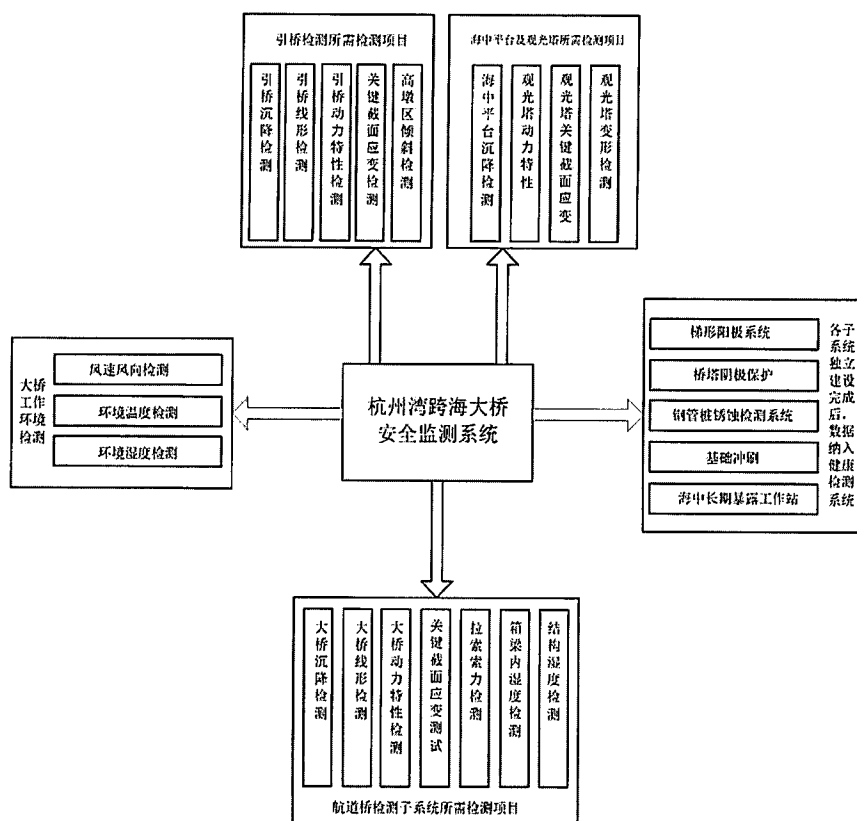 引桥检测所需检测项目
引桥沉降检测
引桥线形检测
引桥动力特性检测
关键截面应变检测
高墩区倾斜检测
海中平台及观光塔所需检测项目
海中平台沉降检测
观光塔动力特性
观光塔关键截面应变
观光塔变形检测
大桥
工作
环境
检测
风速风向检测
环境温度检测
环境湿度检测
杭州湾跨海大桥
安全监测系统
梯形阳极系统
桥塔阴极保护
钢管桩锈蚀检测系统
基础冲刷
海中长期暴露工作站
各子
系统
独立
建设
完成
后，
数据
纳入
健康
检测
系统
大桥沉降检测
大桥线形检测
大桥动力特性检测
关键截面应变测试
拉索索力检测
箱梁内湿度检测
结构湿度检测
航道桥检测子系统所需检测项目